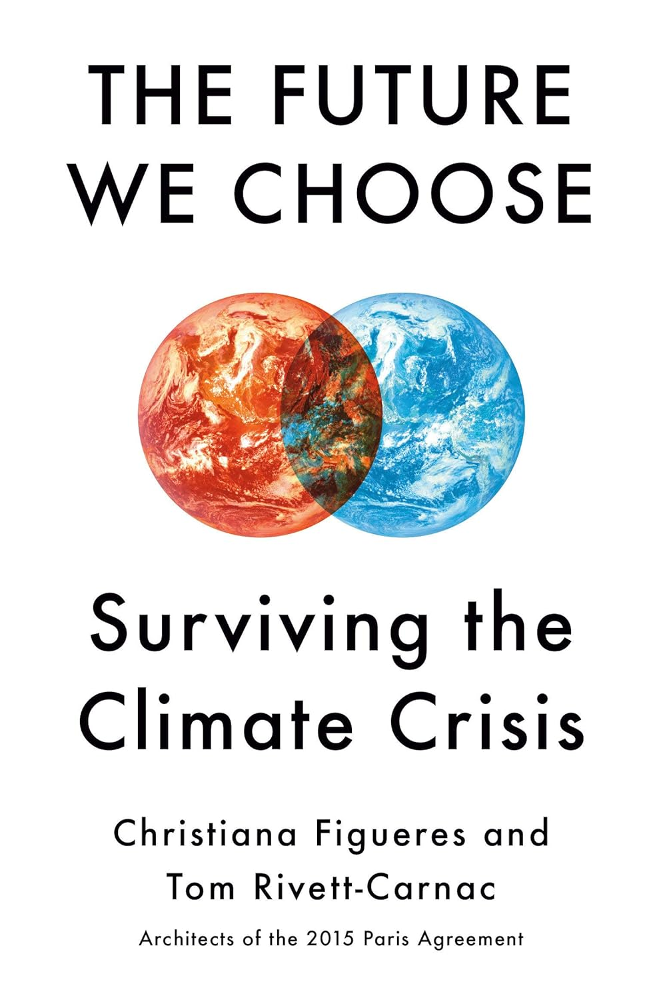 THE FUTURE
WE CHOOSE
Surviving the
Climate Crisis
Christiana Figueres and
Tom Rivett-Carnac
Architects of the 2015 Paris Agreement